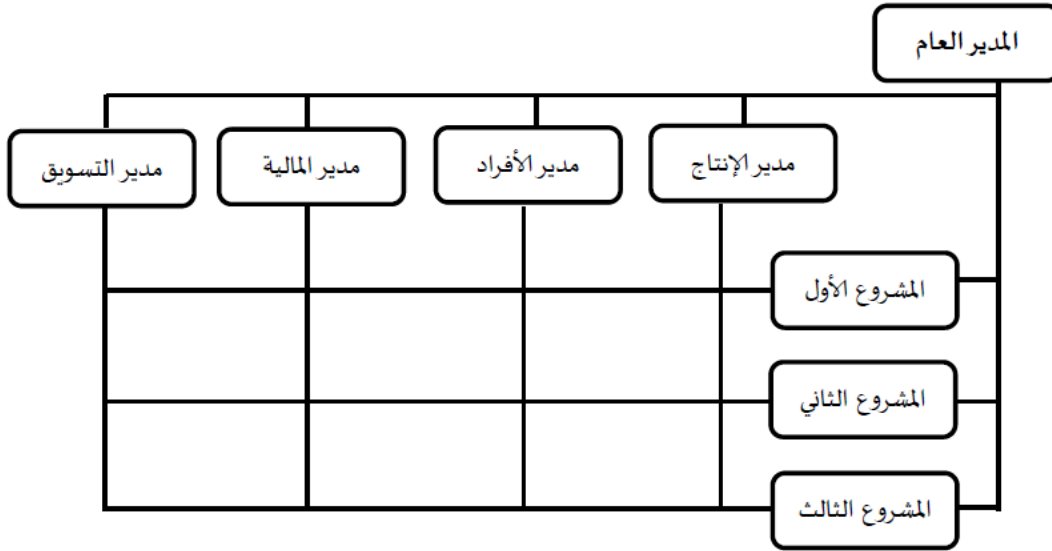 المدير العام
مدير الإنتاج
مدير الأفراد
مدير المالية
مدير التسويق
المشروع الأول
المشروع الثاني
المشروع الثالث